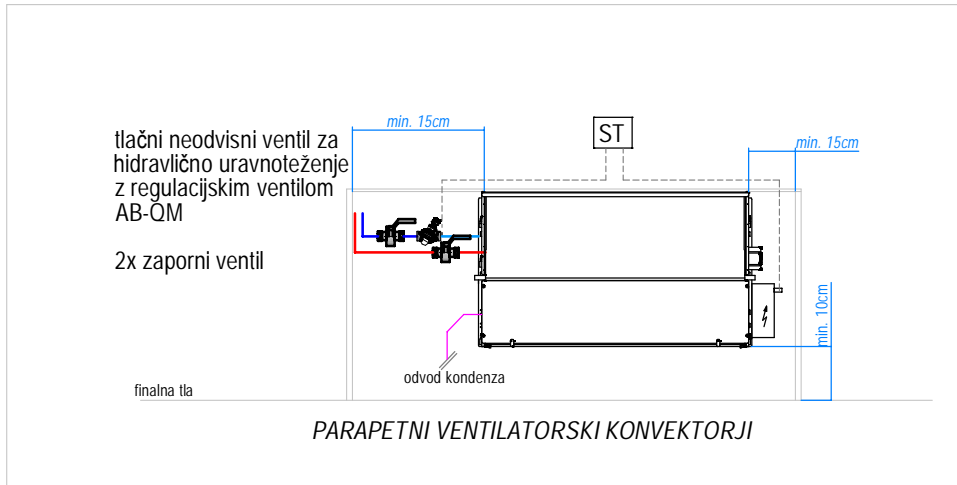 min. 15cm
ST
tlačni neodvisni ventil za
hidravlično uravnoteženje
z regulacijskim ventilom
AB-QM
min. 15cm
2x zaporni ventil
min. 10cm
odvod kondenza
finalna tla
PARAPETNI VENTILATORSKI KONVEKTORJI